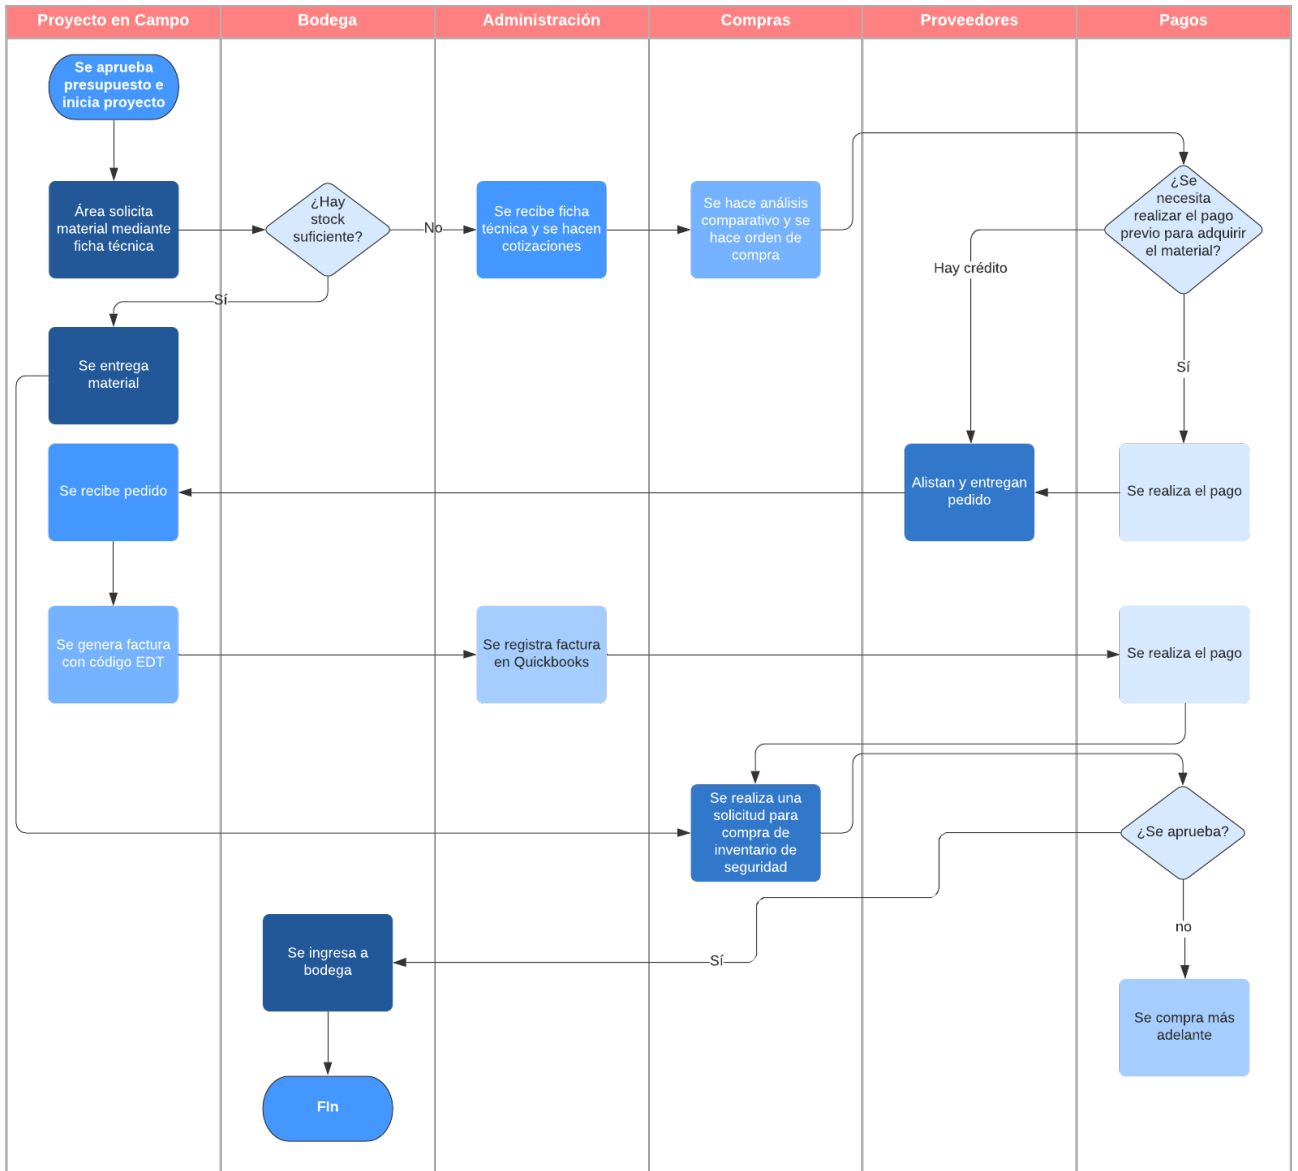 Proyecto en Campo
Bodega
Administración
Compras
Proveedores
Pagos
Se aprueba
presupuesto e
inicia proyecto
Área solicita
material mediante
ficha técnica
¿Hay
stock
suficiente?
No
Se recibe ficha
técnica y se hacen
cotizaciones
Se hace análisis
comparativo y se
hace orden de
compra
¿Se
necesita
realizar el pago
previo para adquirir
el material?
Hay crédito
Sí
Se entrega
material
Sí
Se recibe pedido
Alistan y entregan
pedido
Se realiza el pago
Se genera factura
con código EDT
Se registra factura
en Quickbooks
Se realiza el pago
Se realiza una
solicitud para
compra de
inventario de
seguridad
¿Se aprueba?
no
Se ingresa a
bodega
Sí
Se compra más
adelante
FIn